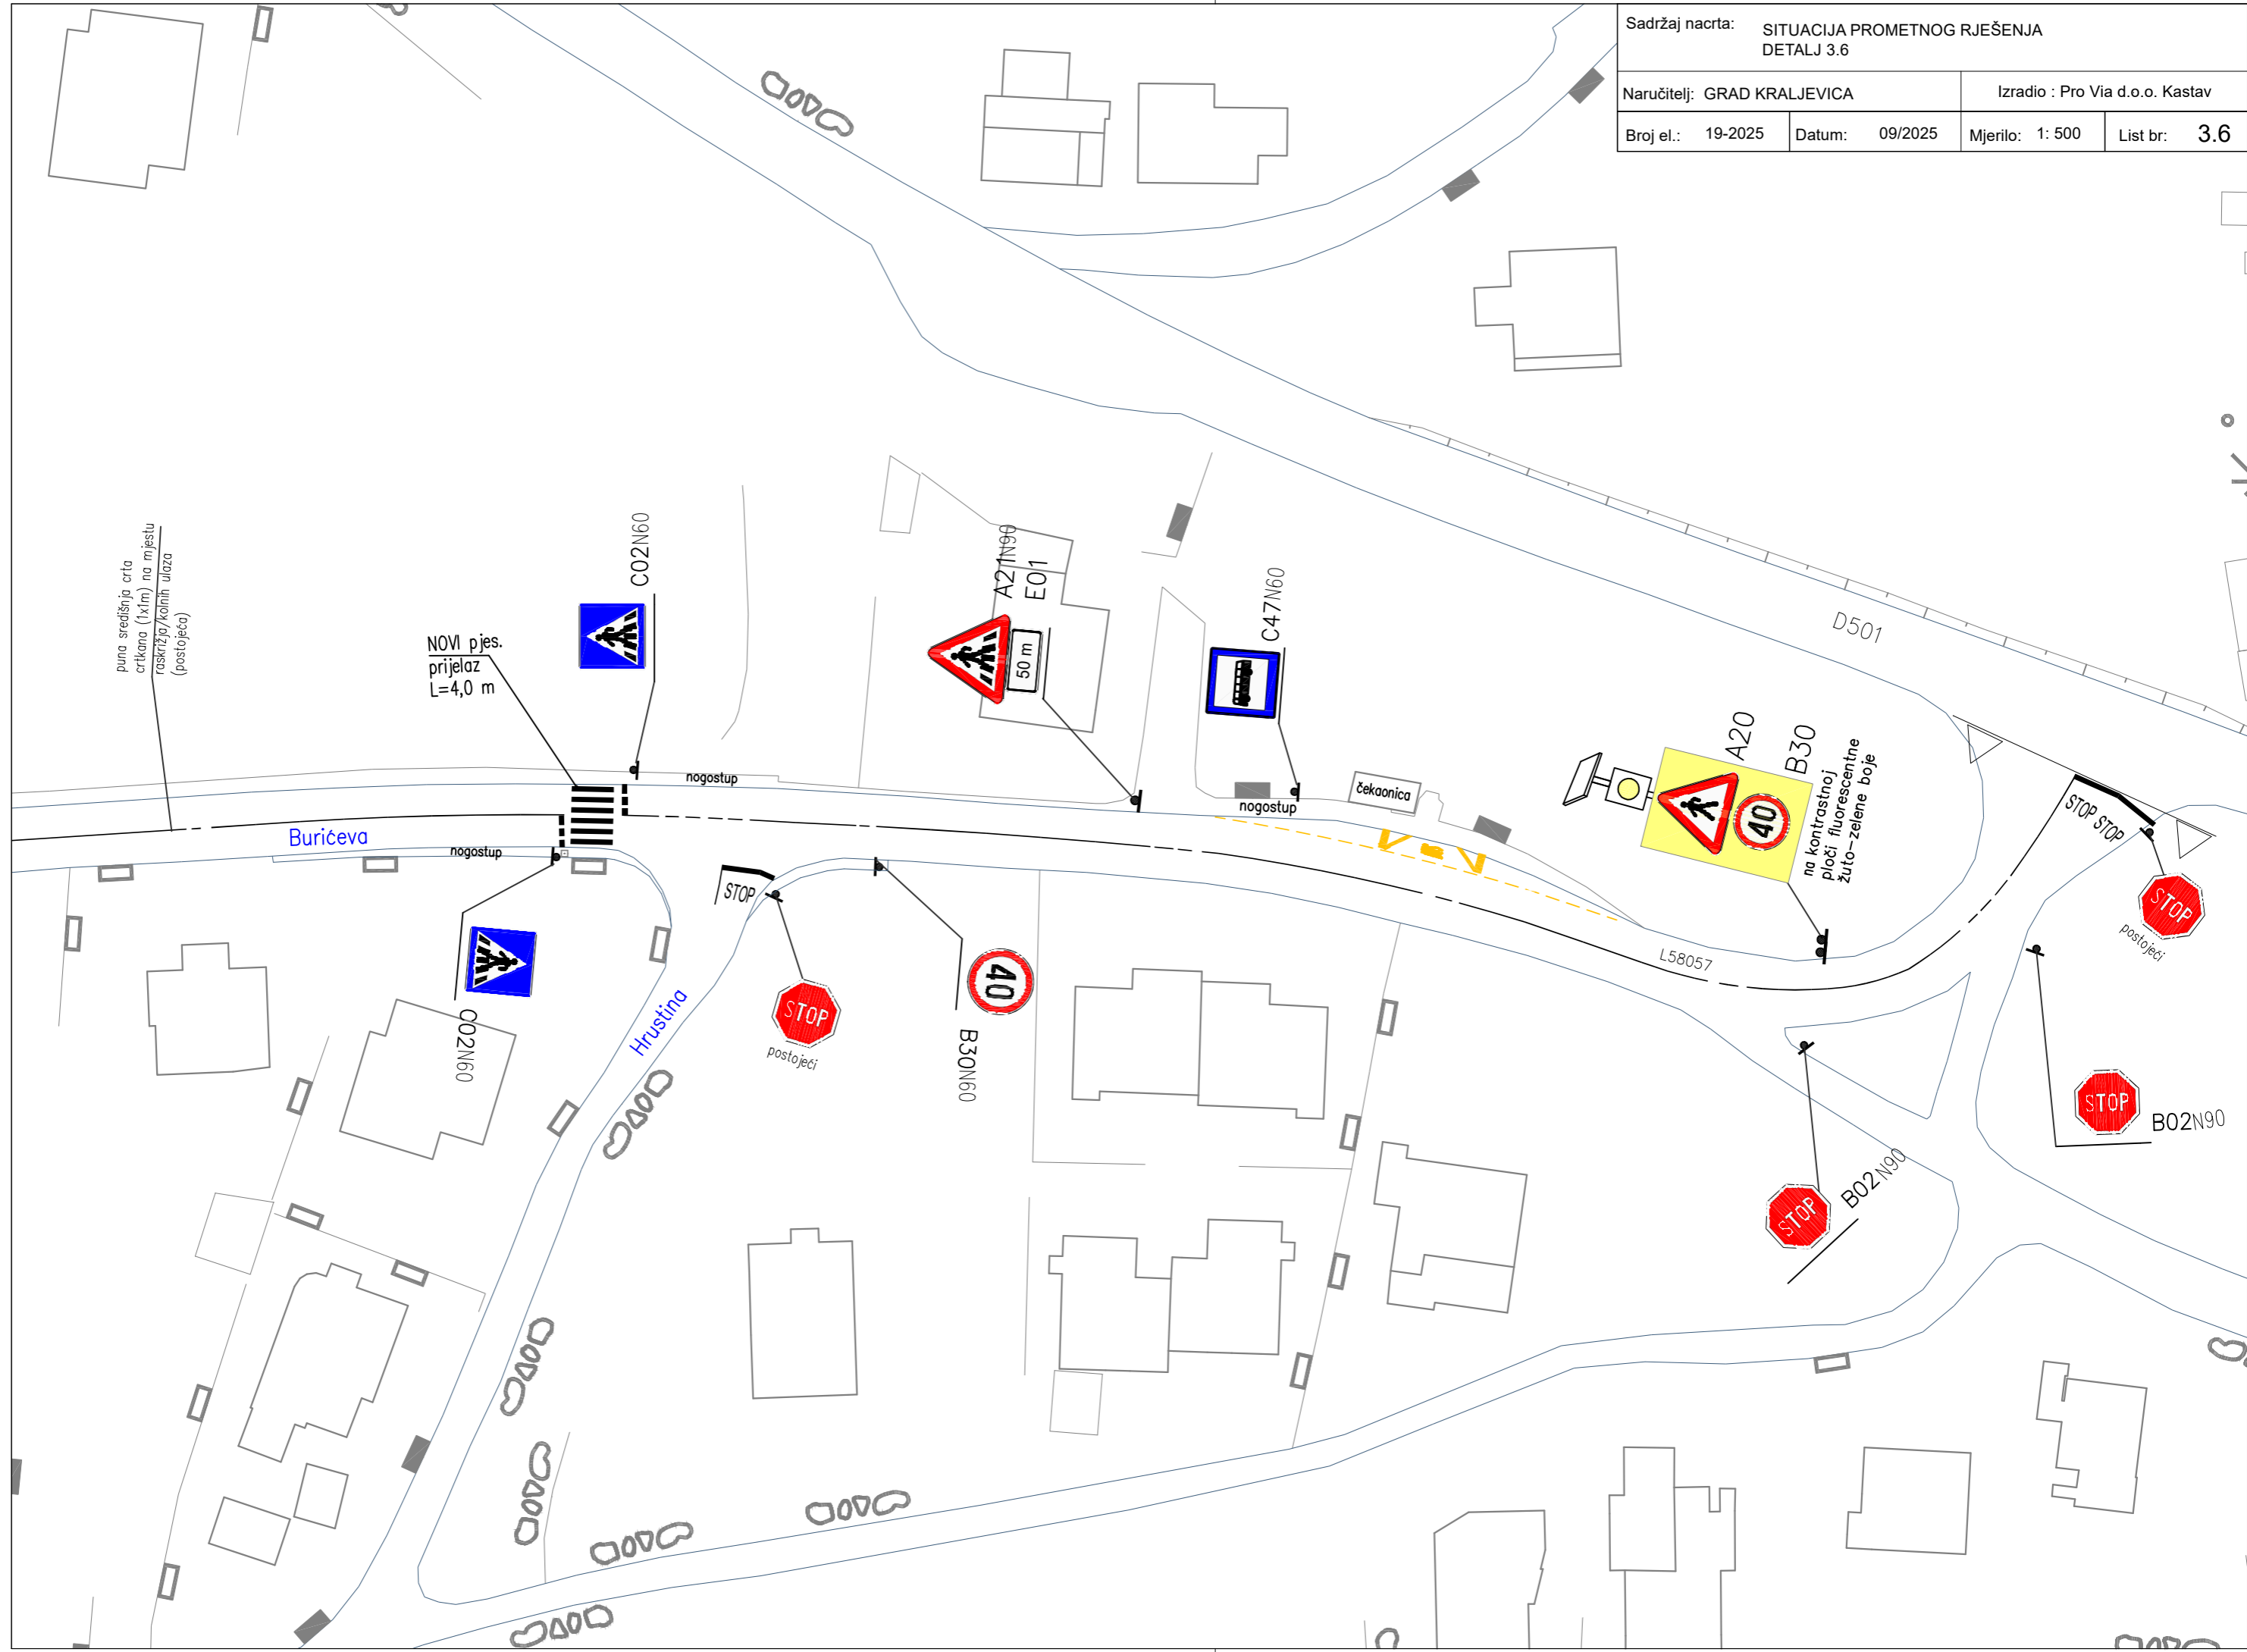 Sadržaj nacrta: SITUACIJA PROMETNOG RJEŠENJA
DETALJ 3.6
Naručitelj: GRAD KRALJEVICA
Izradio : Pro Via d.o.o. Kastav
Broj el.: 19-2025
Datum: 09/2025
Mjerilo: 1: 500
List br: 3.6
puna središnja crta
crtkana (1x1m) na mjestu
raskrižja/kolnih ulaza
(postojeća)
NOVI pjes.
prijelaz
L=4,0 m
C02N60
A21N90
E01
50 m
C47N60
D501
A20
B30
40
na kontrastnoj
ploči fluorescentne
žuto-zelene boje
nogostup
čekaonica
nogostup
BUS
STOP STOP
STOP
postojeći
Burićeva
nogostup
STOP
L58057
C02N60
Hrustina
STOP
postojeći
40
B30N60
STOP
B02N90
STOP
B02N90